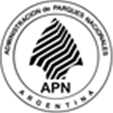 ADMINISTRACION de PARQUES NACIONALES
APN
ARGENTINA